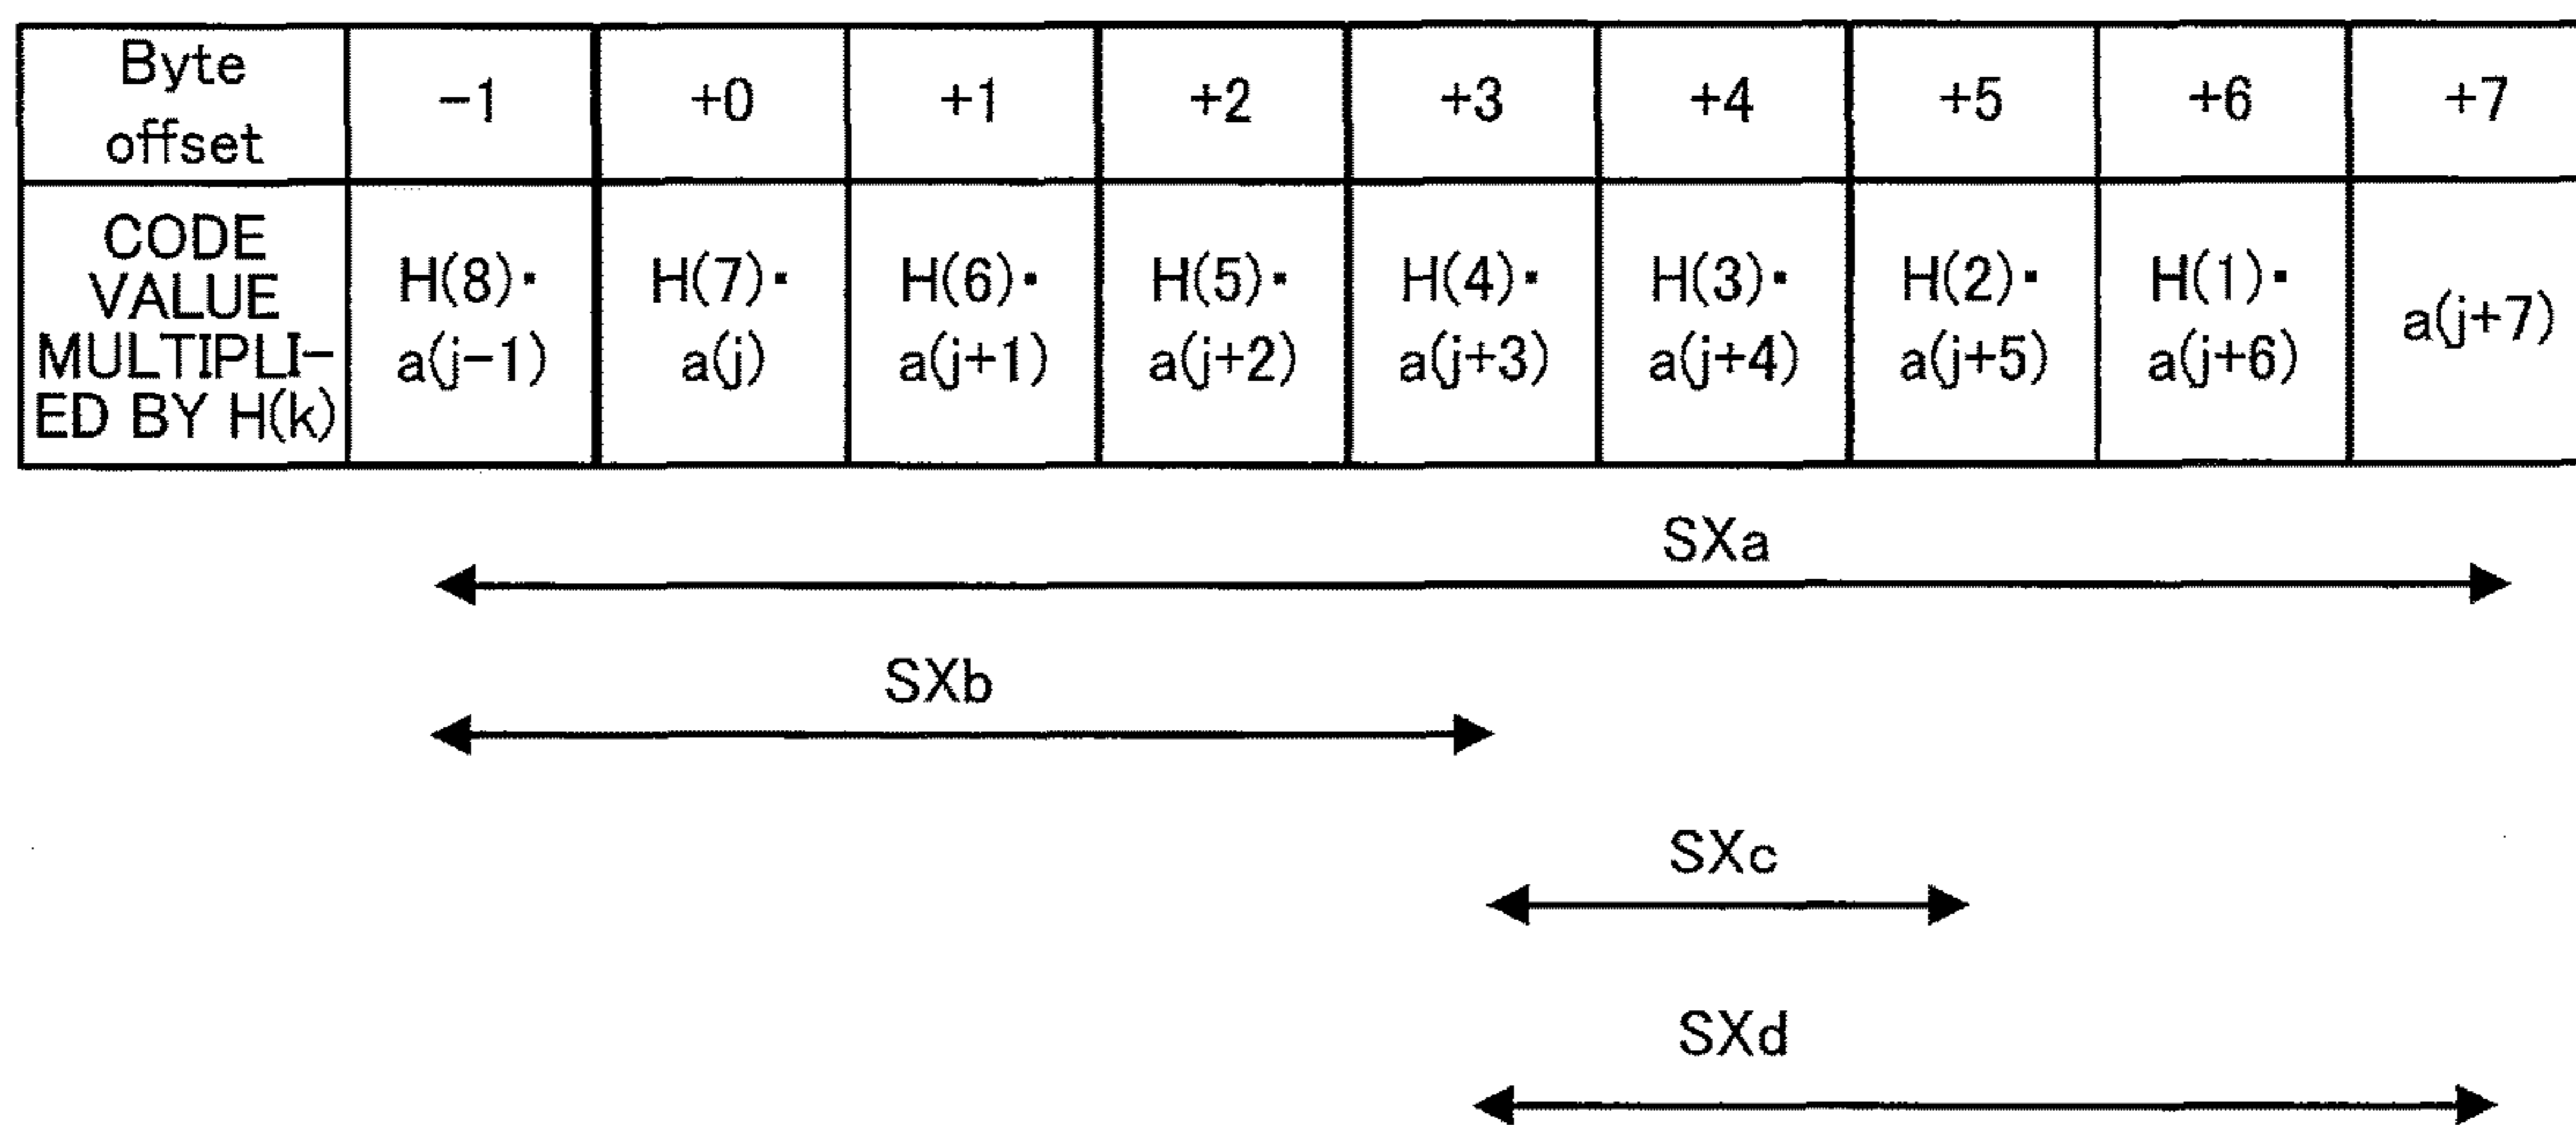 Byte offset -1 +0 +1 +2 +3 +4 +5 +6 +7
CODE VALUE MULTIPLI-ED BY H(k) H(8)· a(j-1) H(7)· a(j) H(6)· a(j+1) H(5)· a(j+2) H(4)· a(j+3) H(3)· a(j+4) H(2)· a(j+5) H(1)· a(j+6) a(j+7)
SXa
SXb
SXc
SXd